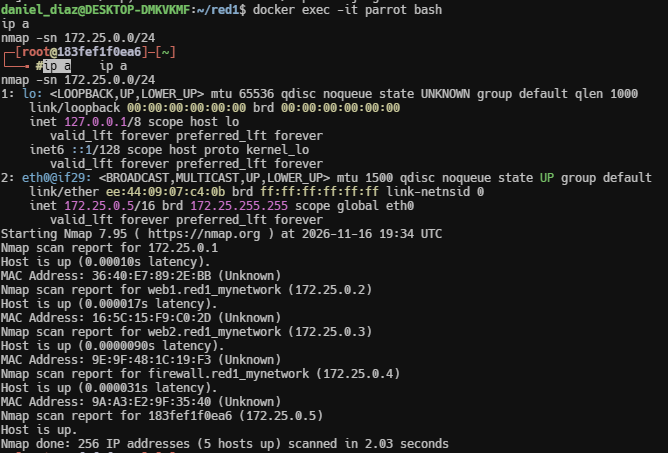 daniel_diaz@DESKTOP-DMKVKMF:~/red1$ docker exec -it parrot bash
ip a
nmap -sn 172.25.0.0/24
┌─[root@183fef1f0ea6]─[~]
└──╼ #ip a    ip a
nmap -sn 172.25.0.0/24
1: lo: <LOOPBACK,UP,LOWER_UP> mtu 65536 qdisc noqueue state UNKNOWN group default qlen 1000
    link/loopback 00:00:00:00:00:00 brd 00:00:00:00:00:00
    inet 127.0.0.1/8 scope host lo
       valid_lft forever preferred_lft forever
    inet6 ::1/128 scope host proto kernel_lo
       valid_lft forever preferred_lft forever
2: eth0@if29: <BROADCAST,MULTICAST,UP,LOWER_UP> mtu 1500 qdisc noqueue state UP group default
    link/ether ee:44:09:07:c4:0b brd ff:ff:ff:ff:ff:ff link-netnsid 0
    inet 172.25.0.5/16 brd 172.25.255.255 scope global eth0
       valid_lft forever preferred_lft forever
Starting Nmap 7.95 ( https://nmap.org ) at 2026-11-16 19:34 UTC
Nmap scan report for 172.25.0.1
Host is up (0.00010s latency).
MAC Address: 36:40:E7:89:2E:BB (Unknown)
Nmap scan report for web1.red1_mynetwork (172.25.0.2)
Host is up (0.000017s latency).
MAC Address: 16:5C:15:F9:C0:2D (Unknown)
Nmap scan report for web2.red1_mynetwork (172.25.0.3)
Host is up (0.0000090s latency).
MAC Address: 9E:9F:48:1C:19:F3 (Unknown)
Nmap scan report for firewall.red1_mynetwork (172.25.0.4)
Host is up (0.000031s latency).
MAC Address: 9A:A3:E2:9F:35:40 (Unknown)
Nmap scan report for 183fef1f0ea6 (172.25.0.5)
Host is up.
Nmap done: 256 IP addresses (5 hosts up) scanned in 2.03 seconds